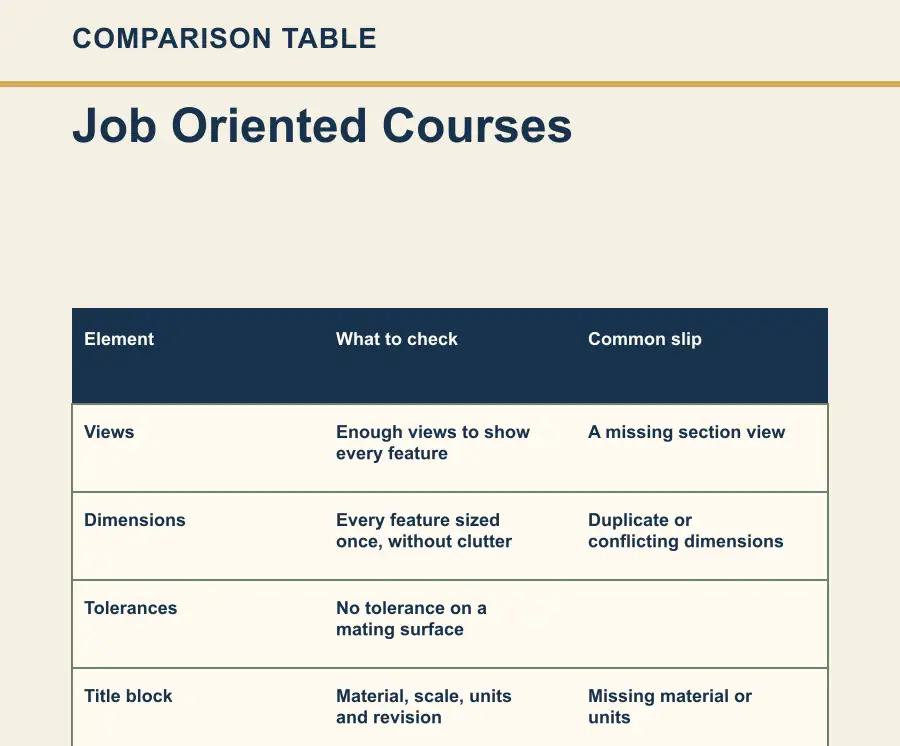 COMPARISON TABLE
Job Oriented Courses
Element
What to check
Common slip
Views
Enough views to show
every feature
A missing section view
Dimensions
Every feature sized
once, without clutter
Duplicate or
conflicting dimensions
Tolerances
No tolerance on a
mating surface
Title block
Material, scale, units
and revision
Missing material or
units